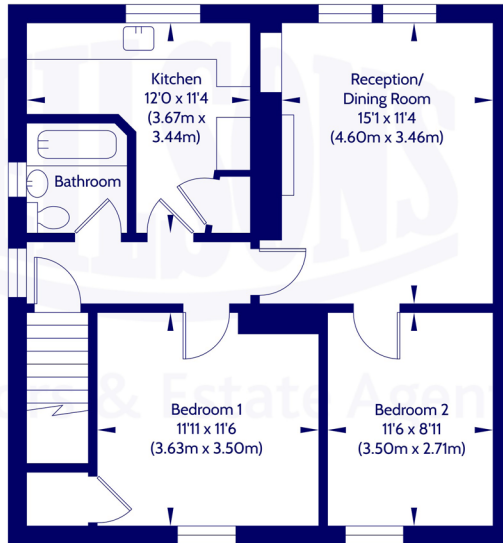 Kitchen
12'0 x 11'4
(3.67m x
3.44m)
Reception/
Dining Room
15'1 x 11'4
(4.60m x 3.46m)
Bathroom
Bedroom 1
11'11 x 11'6
(3.63m x 3.50m)
Bedroom 2
11'6 x 8'11
(3.50m x 2.71m)
& Estate